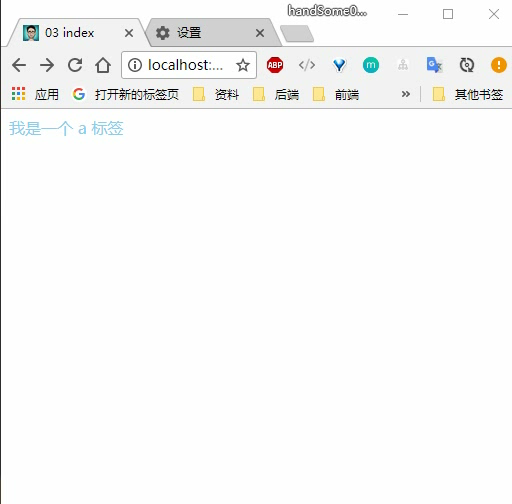 handSome0...
03 index
设置
localhost:...
ABP
m
应用
打开新的标签页
资料
后端
前端
»
其他书签
我是一个 a 标签